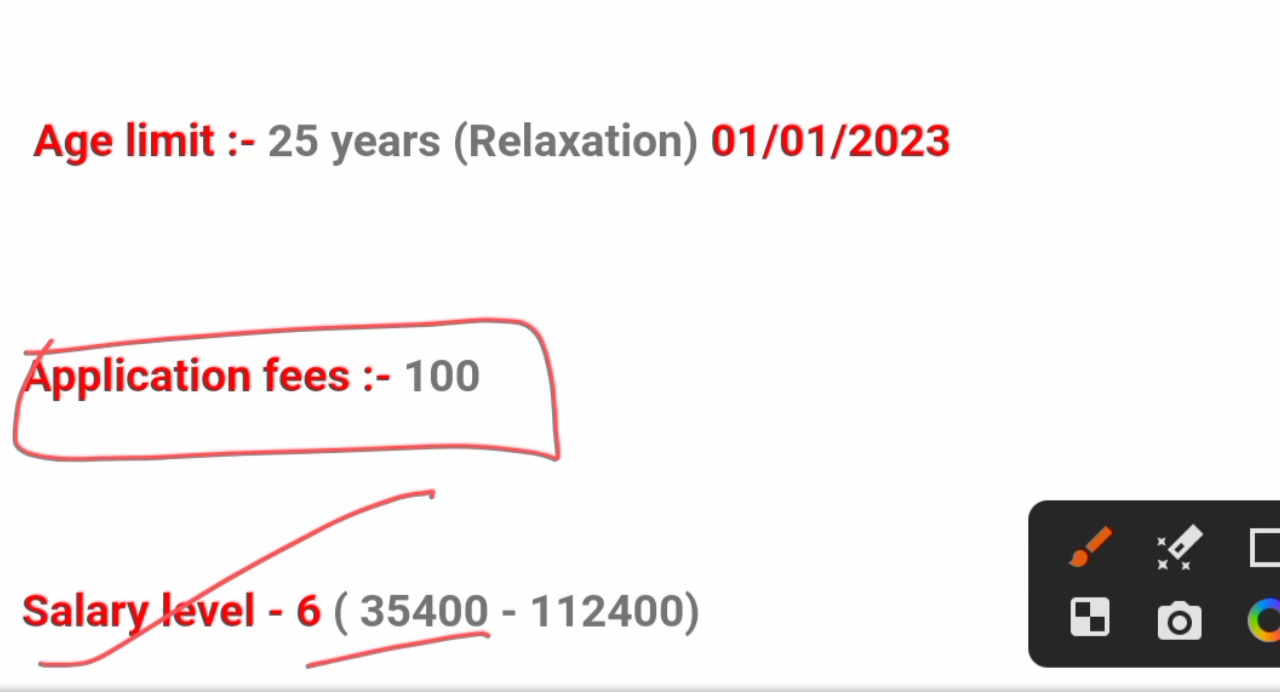 Age limit :- 25 years (Relaxation) 01/01/2023
Application fees :- 100
Salary level - 6 ( 35400 - 112400)